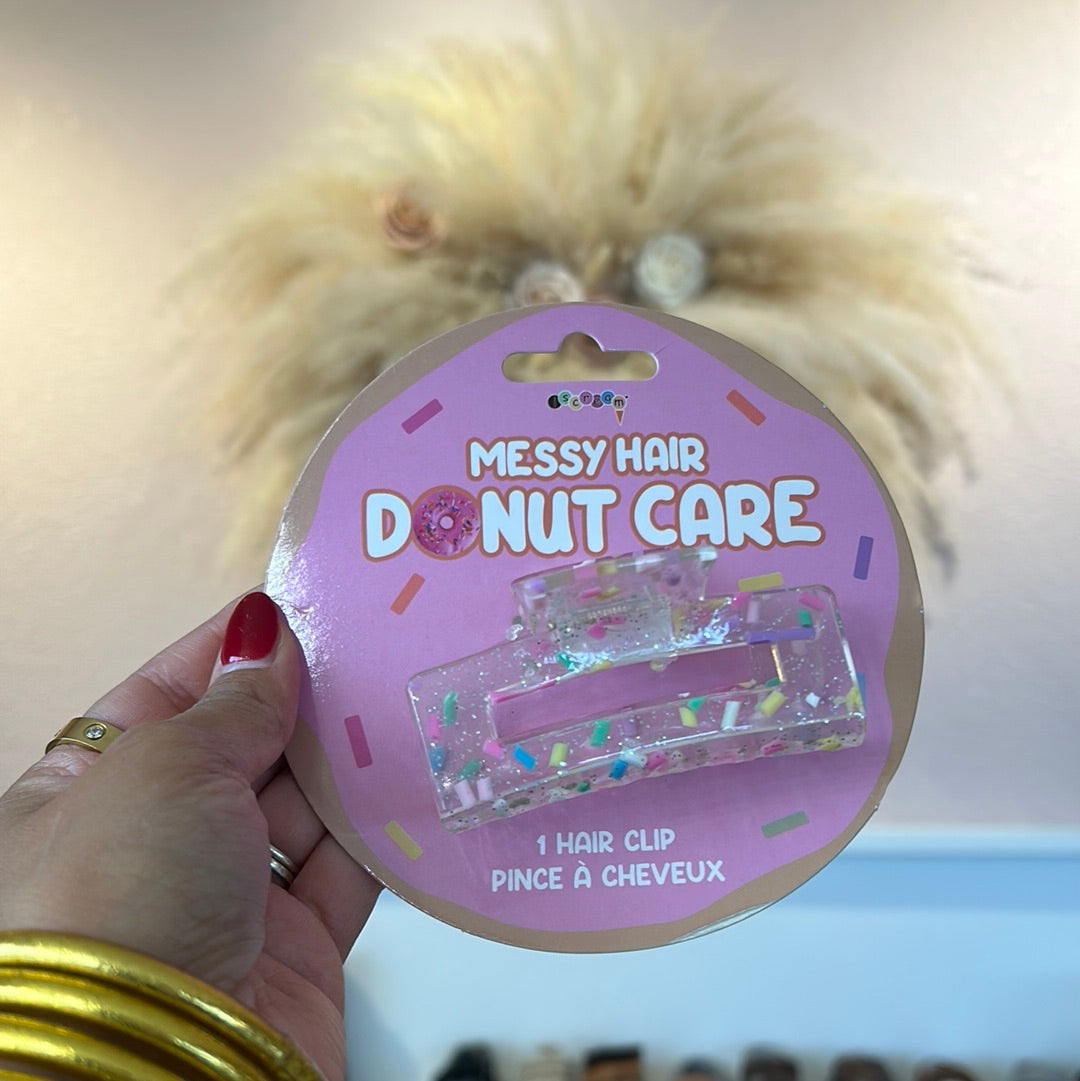 iscream
MESSY HAIR
DONUT CARE
1 HAIR CLIP
PINCE À CHEVEUX